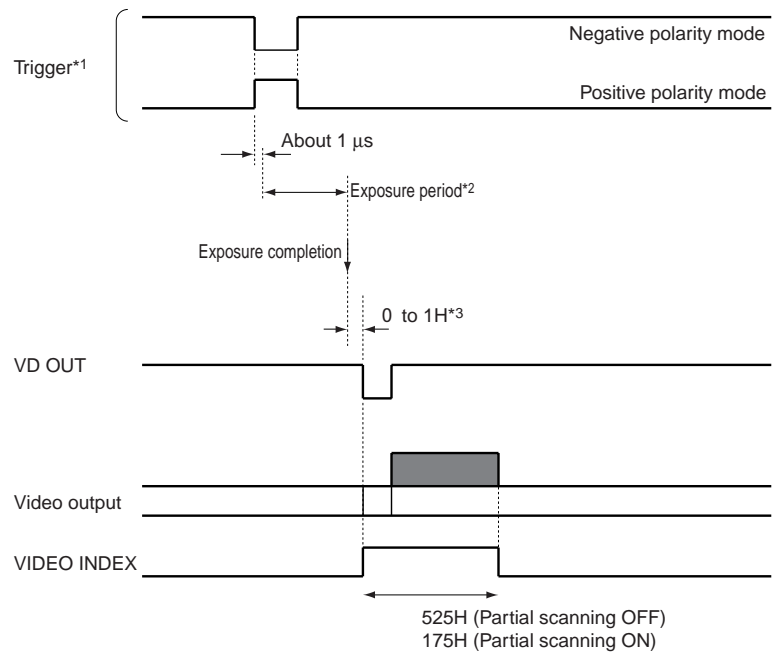 Negative polarity mode
Trigger*1
Positive polarity mode
About 1 µs
Exposure period*2
Exposure completion
0 to 1H*3
VD OUT
Video output
VIDEO INDEX
525H (Partial scanning OFF)
175H (Partial scanning ON)